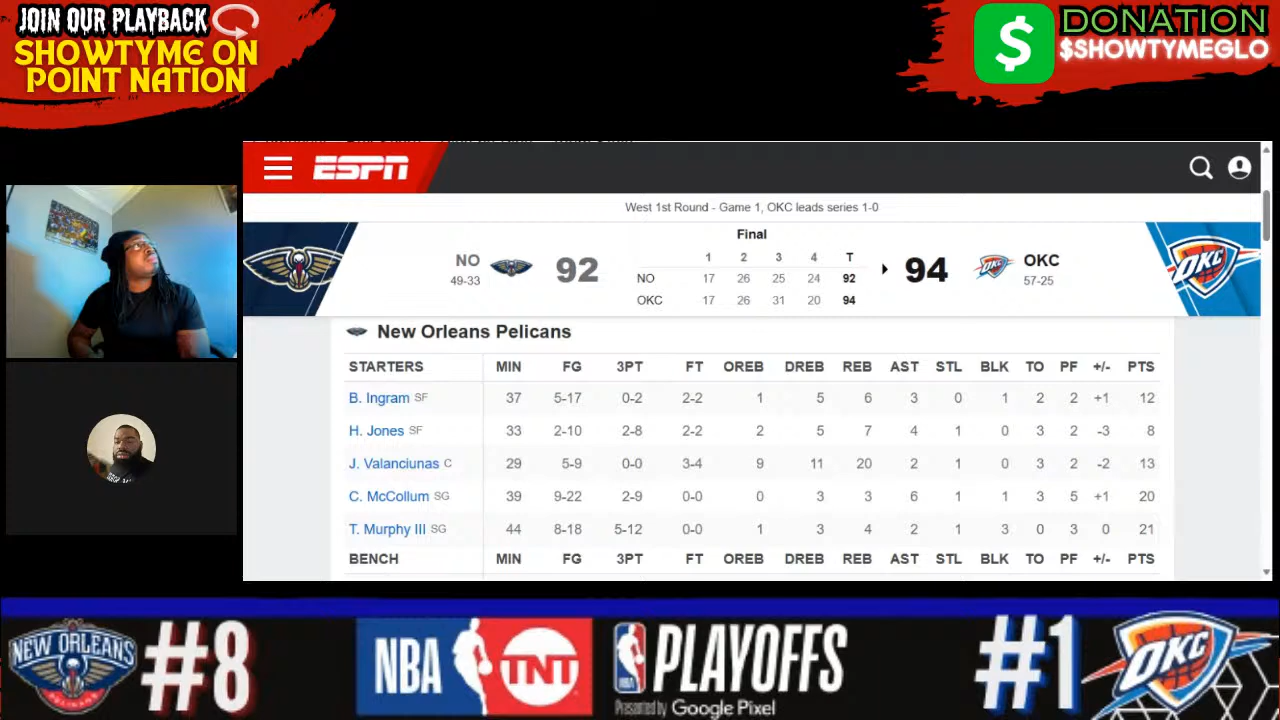 JOIN OUR PLAYBACK
SHOWTYME ON
POINT NATION
DONATION
$SHOWTYMEGLO
ESPN
West 1st Round - Game 1, OKC leads series 1-0
Final
NO 49-33 92
1 2 3 4 T
NO 17 26 25 24 92
OKC 17 26 31 20 94
94 OKC 57-25
OKC
New Orleans Pelicans
STARTERS MIN FG 3PT FT OREB DREB REB AST STL BLK TO PF +/- PTS
B. Ingram SF 37 5-17 0-2 2-2 1 5 6 3 0 1 2 2 +1 12
H. Jones SF 33 2-10 2-8 2-2 2 5 7 4 1 0 3 2 -3 8
J. Valanciunas C 29 5-9 0-0 3-4 9 11 20 2 1 0 3 2 -2 13
C. McCollum SG 39 9-22 2-9 0-0 0 3 3 6 1 1 3 5 +1 20
T. Murphy III SG 44 8-18 5-12 0-0 1 3 4 2 1 3 0 3 0 21
BENCH MIN FG 3PT FT OREB DREB REB AST STL BLK TO PF +/- PTS
NEW ORLEANS
PELICANS
#8
NBA TNT
NBA PLAYOFFS
Presented by Google Pixel
#1
OKC